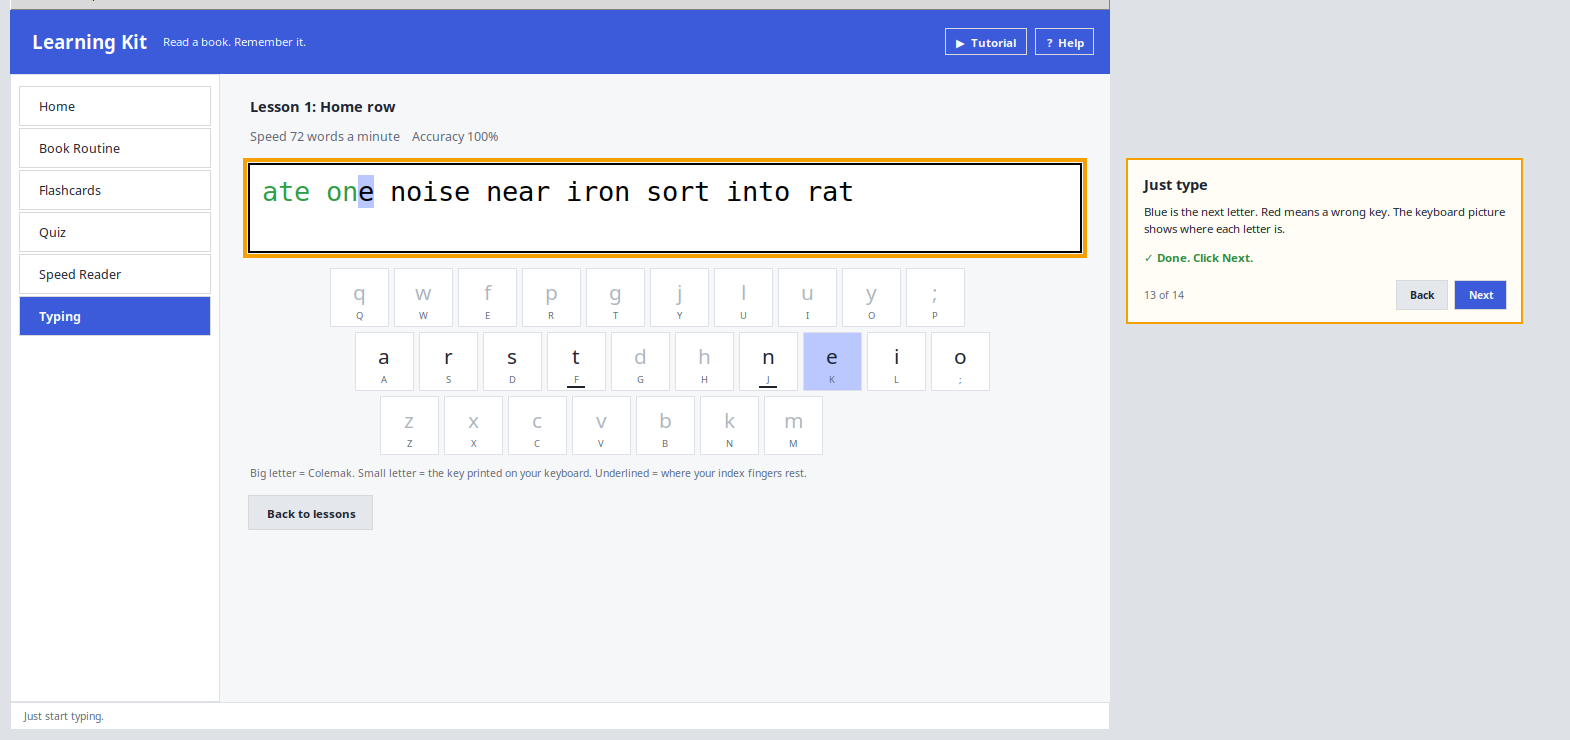 Learning Kit Read a book. Remember it.
▶ Tutorial ? Help
Home
Book Routine
Flashcards
Quiz
Speed Reader
Typing
Lesson 1: Home row
Speed 72 words a minute Accuracy 100%
ate one noise near iron sort into rat
q w f p g j l u y ;
Q W E R T Y U I O P
a r s t d h n e i o
A S D F G H J K L ;
z x c v b k m
Z X C V B N M
Big letter = Colemak. Small letter = the key printed on your keyboard. Underlined = where your index fingers rest.
Back to lessons
Just start typing.
Just type
Blue is the next letter. Red means a wrong key. The keyboard picture
shows where each letter is.
✓ Done. Click Next.
13 of 14 Back Next